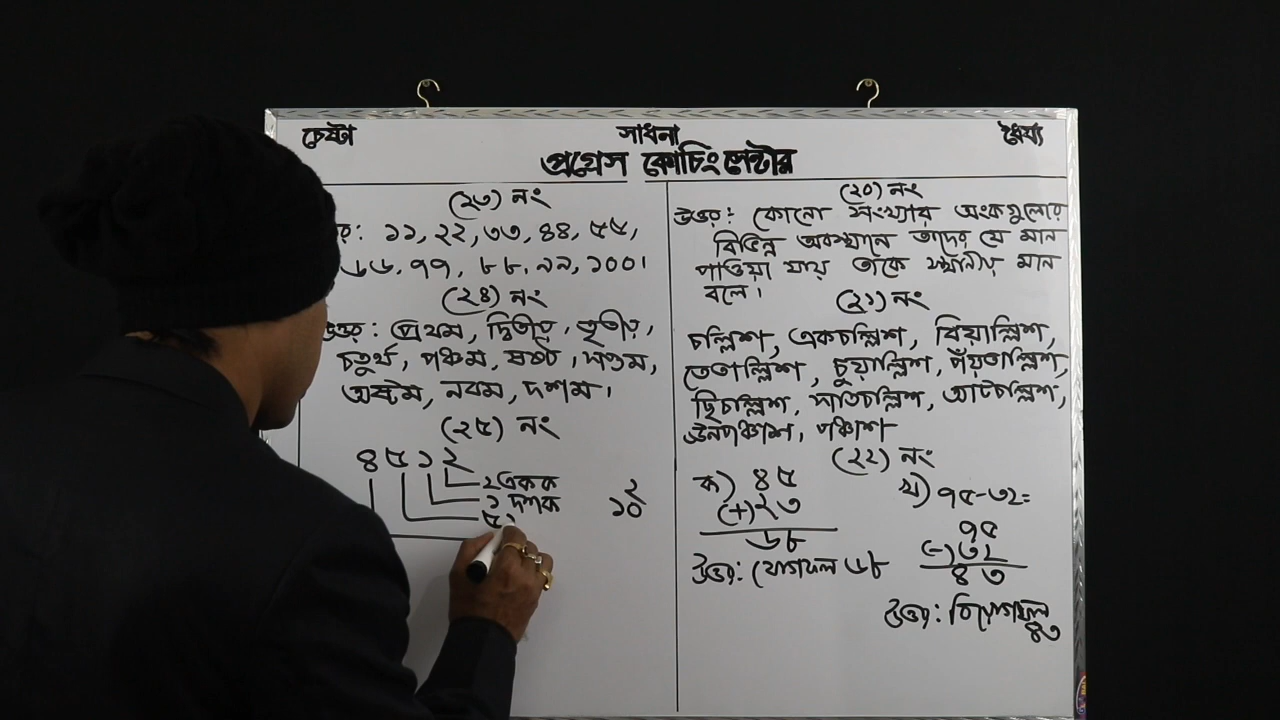 চেষ্টা সাধনা ধৈর্য্য
প্রগ্রেস কোচিং সেন্টার
(২৩) নং
১১, ২২, ৩৩, ৪৪, ৫৫,
৬৬, ৭৭, ৮৮, ৯৯, ১০০।
(২৪) নং
উত্তর: প্রথম, দ্বিতীয়, তৃতীয়,
চতুর্থ, পঞ্চম, ষষ্ঠ, সপ্তম,
অষ্টম, নবম, দশম।
(২৫) নং
৪৫১২
২ একক
১ দশক
৫
২
১০
(২০) নং
উত্তর: কোনো সংখ্যার অংকগুলোর
বিভিন্ন অবস্থানে তাদের যে মান
পাওয়া যায় তাকে স্থানীয় মান
বলে।
(২১) নং
চল্লিশ, একচল্লিশ, বিয়াল্লিশ,
তেতাল্লিশ, চুয়াল্লিশ, পঁয়তাল্লিশ,
ছিচল্লিশ, সাতচল্লিশ, আটচল্লিশ,
ঊনপঞ্চাশ, পঞ্চাশ
(২২) নং
ক) ৪৫
(+) ২৩
৬৮
উত্তর: যোগফল ৬৮
খ) ৭৫-৩২=
৭৫
(-) ৩২
৪৩
উত্তর: বিয়োগফল
৪৩